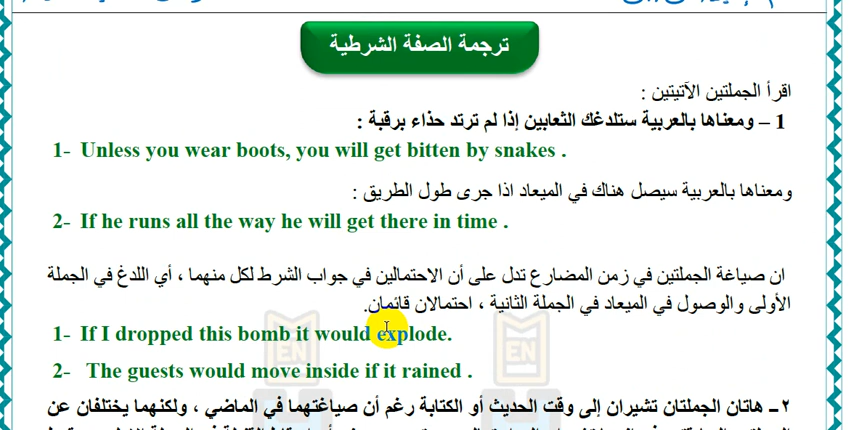 ترجمة الصفة الشرطية
اقرأ الجملتين الآتيتين :
1 – ومعناها بالعربية ستلدغك الثعابين إذا لم ترتد حذاء برقبة :
1- Unless you wear boots, you will get bitten by snakes .
ومعناها بالعربية سيصل هناك في الميعاد اذا جرى طول الطريق :
2- If he runs all the way he will get there in time .
ان صياغة الجملتين في زمن المضارع تدل على أن الاحتمالين في جواب الشرط لكل منهما ، أي اللدغ في الجملة
الأولى والوصول في الميعاد في الجملة الثانية ، احتمالان قائمان.
1- If I dropped this bomb it would explode.
2- The guests would move inside if it rained .
٢ – هاتان الجملتان تشيران إلى وقت الحديث أو الكتابة رغم أن صياغتهما في الماضي ، ولكنهما يختلفان عن
EN
EN